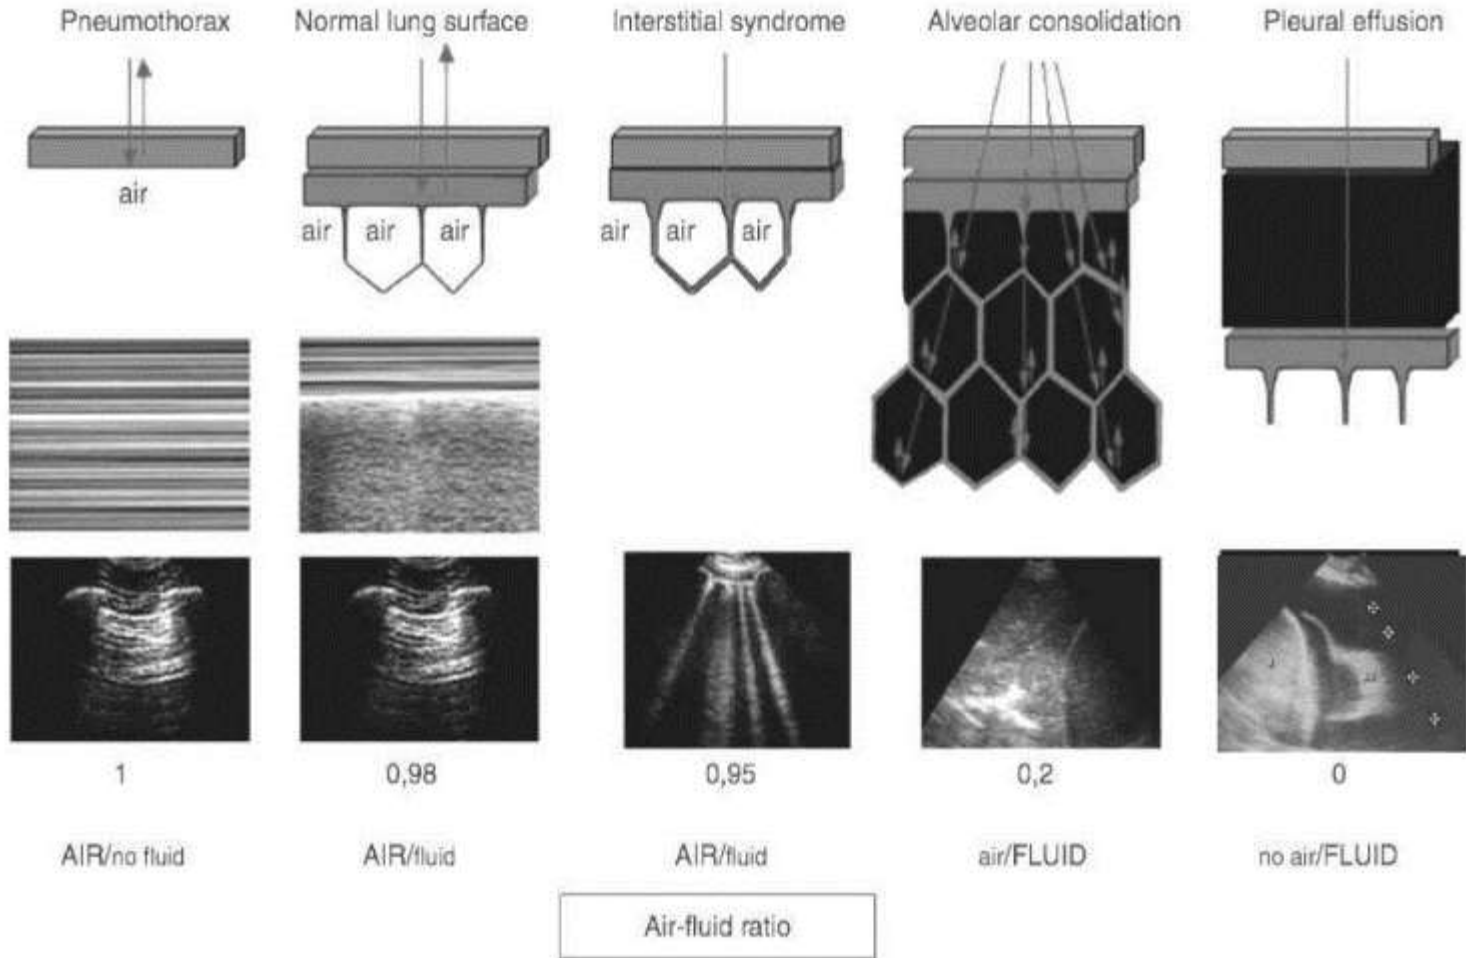 Pneumothorax Normal lung surface Interstitial syndrome Alveolar consolidation Pleural effusion
air
air air air air air air
1 0,98 0,95 0,2 0
AIR/no fluid AIR/fluid AIR/fluid air/FLUID no air/FLUID
Air-fluid ratio